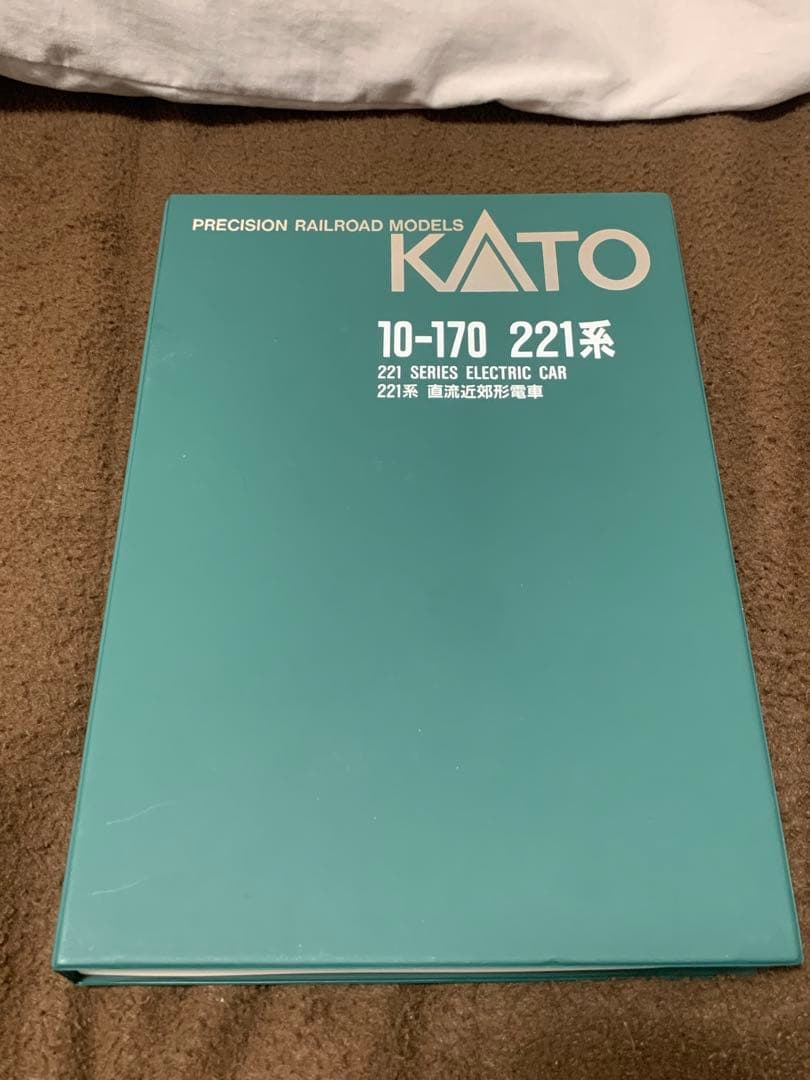 PRECISION RAILROAD MODELS
KATO
10-170 221系
221 SERIES ELECTRIC CAR
221系 直流近郊形電車